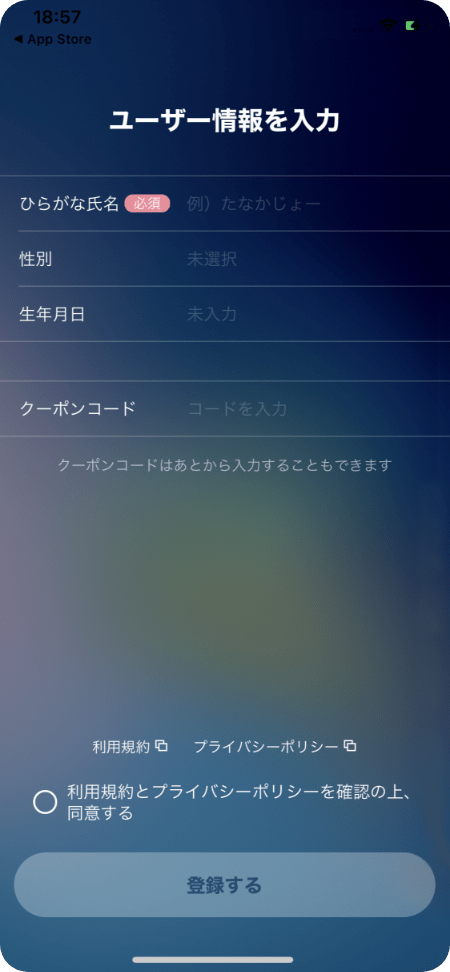 18:57
◀ App Store
ユーザー情報を入力
ひらがな氏名 必須 例）たなかじょー
性別 未選択
生年月日 未入力
クーポンコード コードを入力
クーポンコードはあとから入力することもできます
利用規約 プライバシーポリシー
利用規約とプライバシーポリシーを確認の上、
同意する
登録する